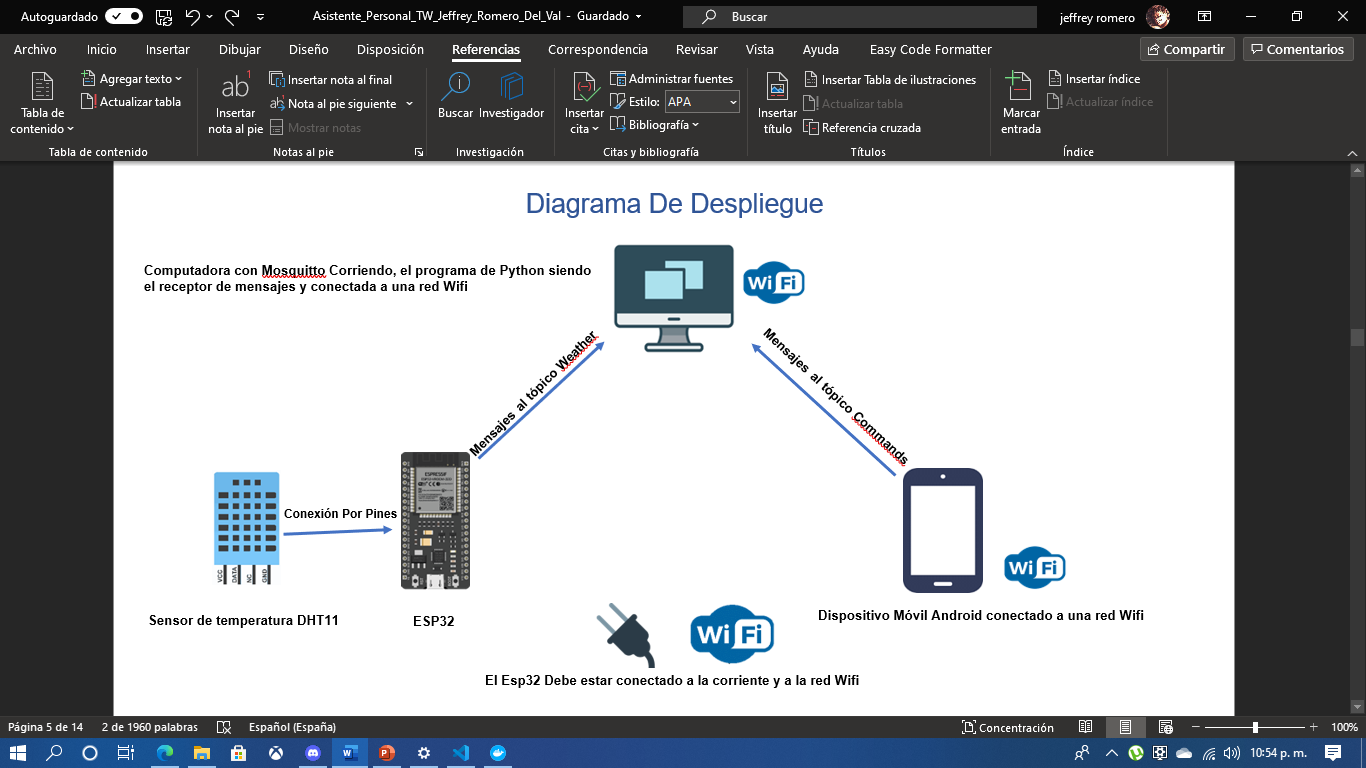 Autoguardado
Asistente_Personal_TW_Jeffrey_Romero_Del_Val - Guardado
Buscar
jeffrey romero
Archivo Inicio Insertar Dibujar Diseño Disposición Referencias Correspondencia Revisar Vista Ayuda Easy Code Formatter
Compartir Comentarios
Tabla de
contenido
Agregar texto
Actualizar tabla
Tabla de contenido
ab
Insertar
nota al pie
Insertar nota al final
Nota al pie siguiente
Mostrar notas
Notas al pie
Buscar Investigador
Investigación
Insertar
cita
Administrar fuentes
Estilo: APA
Bibliografía
Citas y bibliografía
Insertar
título
Insertar Tabla de ilustraciones
Actualizar tabla
Referencia cruzada
Títulos
Marcar
entrada
Insertar índice
Actualizar índice
Índice
Diagrama De Despliegue
Computadora con Mosquitto Corriendo, el programa de Python siendo
el receptor de mensajes y conectada a una red Wifi
Wi Fi
Mensajes al tópico Weather
Mensajes al tópico Commands
Conexión Por Pines
VCC
DATA
NC
GND
Sensor de temperatura DHT11
ESP32
Wi Fi
Dispositivo Móvil Android conectado a una red Wifi
Wi Fi
El Esp32 Debe estar conectado a la corriente y a la red Wifi
Página 5 de 14 2 de 1960 palabras Español (España)
Concentración
100%
10:54 p. m.